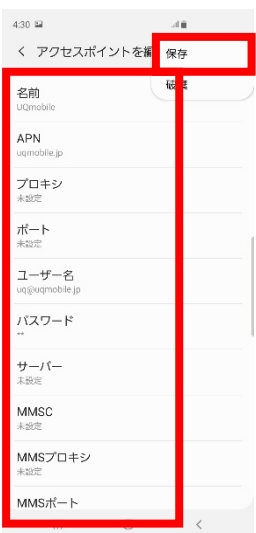 4:30
アクセスポイントを編
保存
破棄
名前
UQmobile
APN
uqmobile.jp
プロキシ
未設定
ポート
未設定
ユーザー名
uq@uqmobile.jp
パスワード
**
サーバー
未設定
MMSC
未設定
MMSプロキシ
未設定
MMSポート